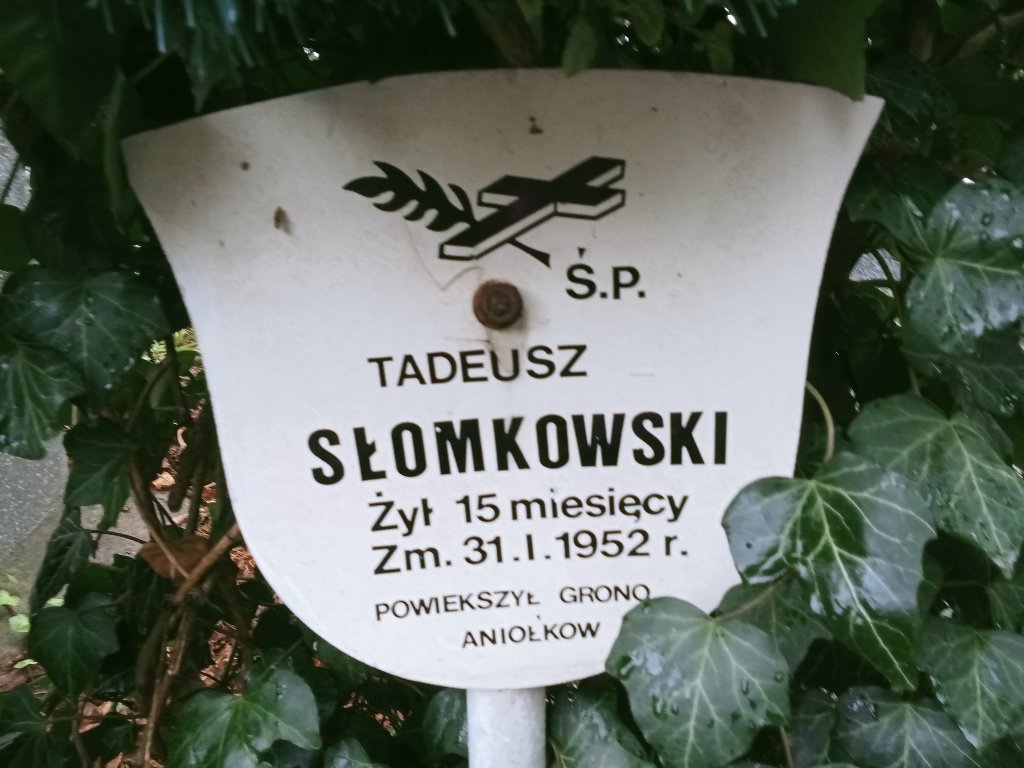 Ś.P.
TADEUSZ
SŁOMKOWSKI
Żył 15 miesięcy
Zm. 31.I.1952 r.
POWIEKSZYŁ GRONO
ANIOŁKOW